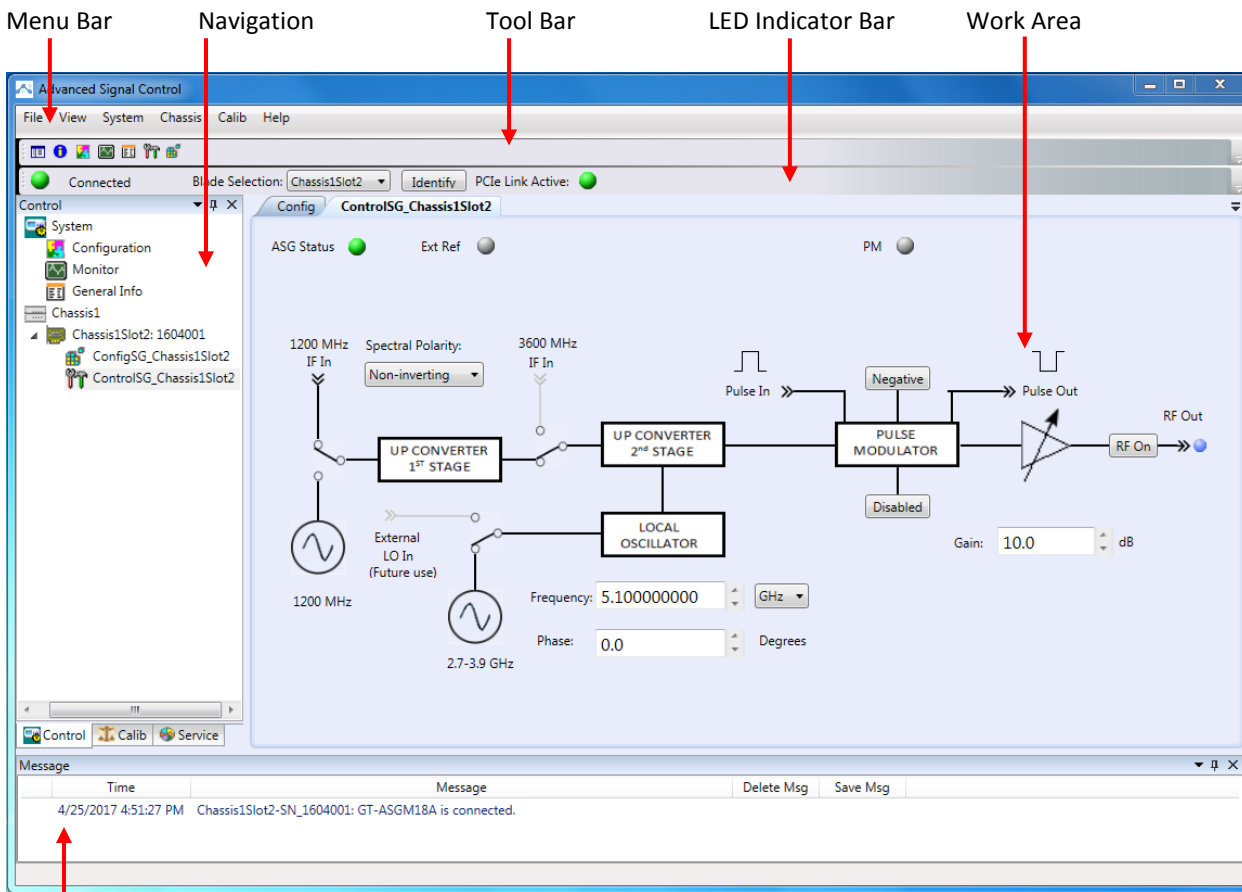 Menu Bar Navigation Tool Bar LED Indicator Bar Work Area
Advanced Signal Control
File View System Chassis Calib Help
Connected Blade Selection: Chassis1Slot2 Identify PCIe Link Active:
Control
System
Configuration
Monitor
General Info
Chassis1
Chassis1Slot2: 1604001
ConfigSG_Chassis1Slot2
ControlSG_Chassis1Slot2
Control Calib Service
Config ControlSG_Chassis1Slot2
ASG Status Ext Ref PM
1200 MHz
IF In
Spectral Polarity:
Non-inverting
3600 MHz
IF In
Pulse In
Negative
Pulse Out
RF Out
UP CONVERTER
1ST STAGE
UP CONVERTER
2nd STAGE
PULSE
MODULATOR
RF On
Disabled
External
LO In
(Future use)
LOCAL
OSCILLATOR
Gain: 10.0 dB
1200 MHz
Frequency: 5.100000000 GHz
Phase: 0.0 Degrees
2.7-3.9 GHz
Message
Time Message Delete Msg Save Msg
4/25/2017 4:51:27 PM Chassis1Slot2-SN_1604001: GT-ASGM18A is connected.